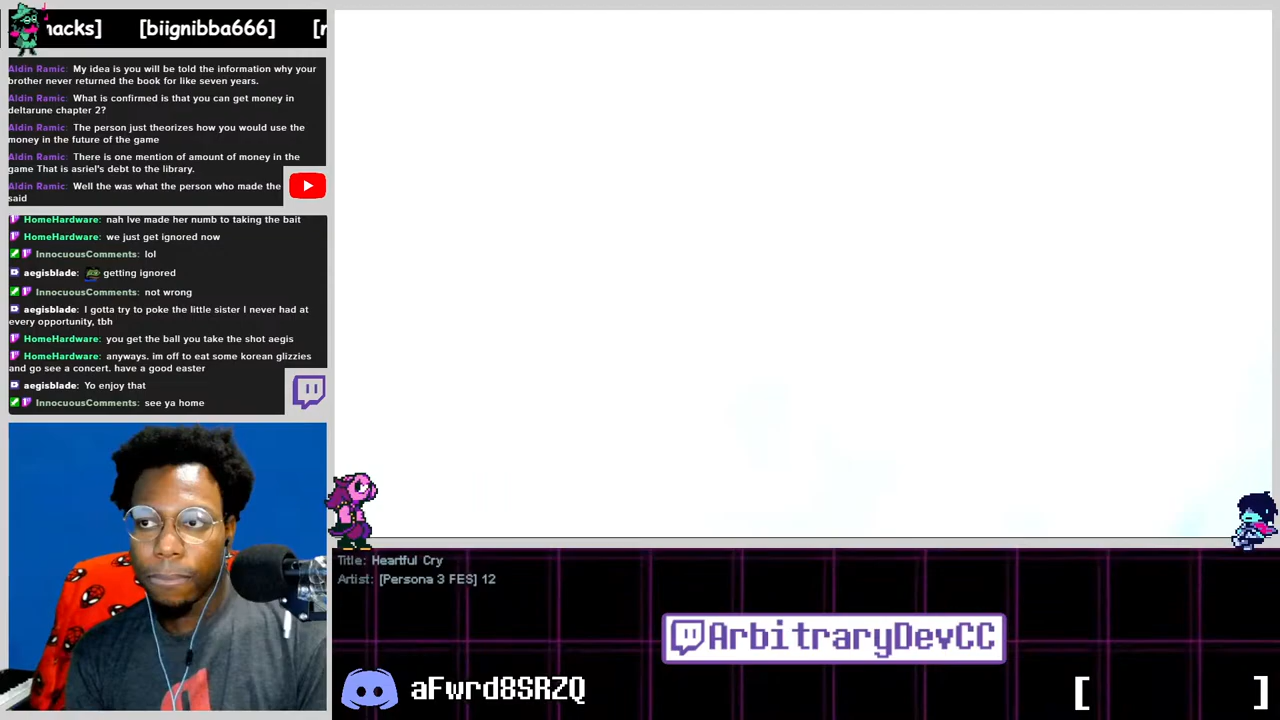 hacks] [biignibba666] [r
Aldin Ramic: My idea is you will be told the information why your
brother never returned the book for like seven years.
Aldin Ramic: What is confirmed is that you can get money in
deltarune chapter 2?
Aldin Ramic: The person just theorizes how you would use the
money in the future of the game
Aldin Ramic: There is one mention of amount of money in the
game That is asriel's debt to the library.
Aldin Ramic: Well the was what the person who made the
said
HomeHardware: nah Ive made her numb to taking the bait
HomeHardware: we just get ignored now
InnocuousComments: lol
aegisblade: getting ignored
InnocuousComments: not wrong
aegisblade: I gotta try to poke the little sister I never had at
every opportunity, tbh
HomeHardware: you get the ball you take the shot aegis
HomeHardware: anyways. im off to eat some korean glizzies
and go see a concert. have a good easter
aegisblade: Yo enjoy that
InnocuousComments: see ya home
Title: Heartful Cry
Artist: [Persona 3 FES] 12
ArbitraryDevCC
aFwrd8SRZQ
[ ]